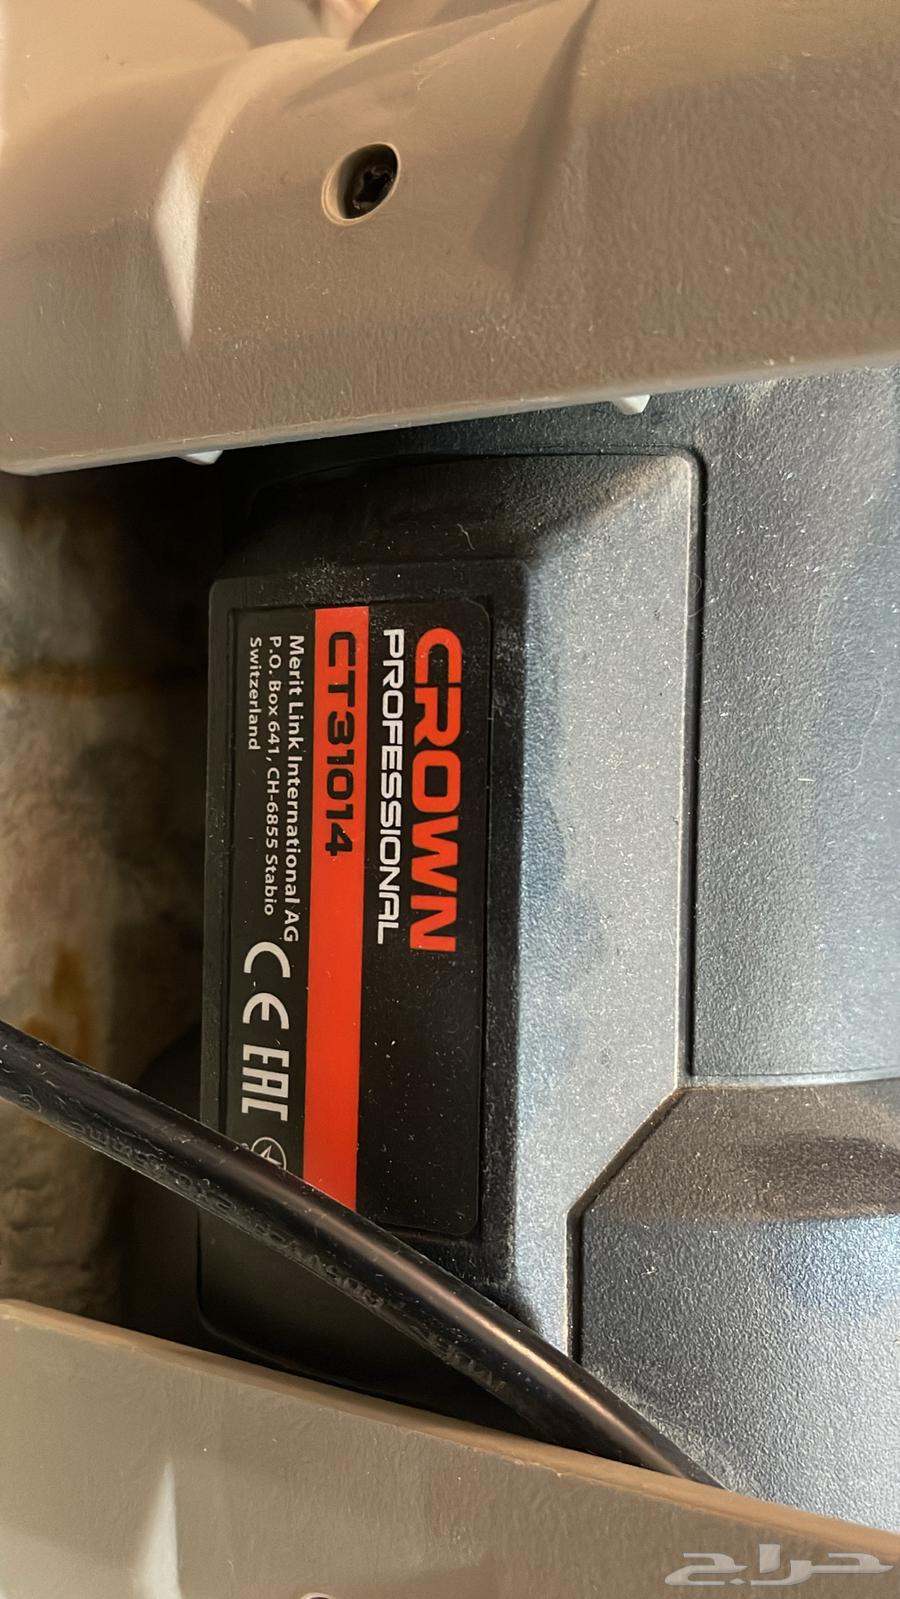 CROWN
PROFESSIONAL
CT31014
Merit Link International AG
P.O. Box 641, CH-6855 Stabio
Switzerland
CE EAC
حراج